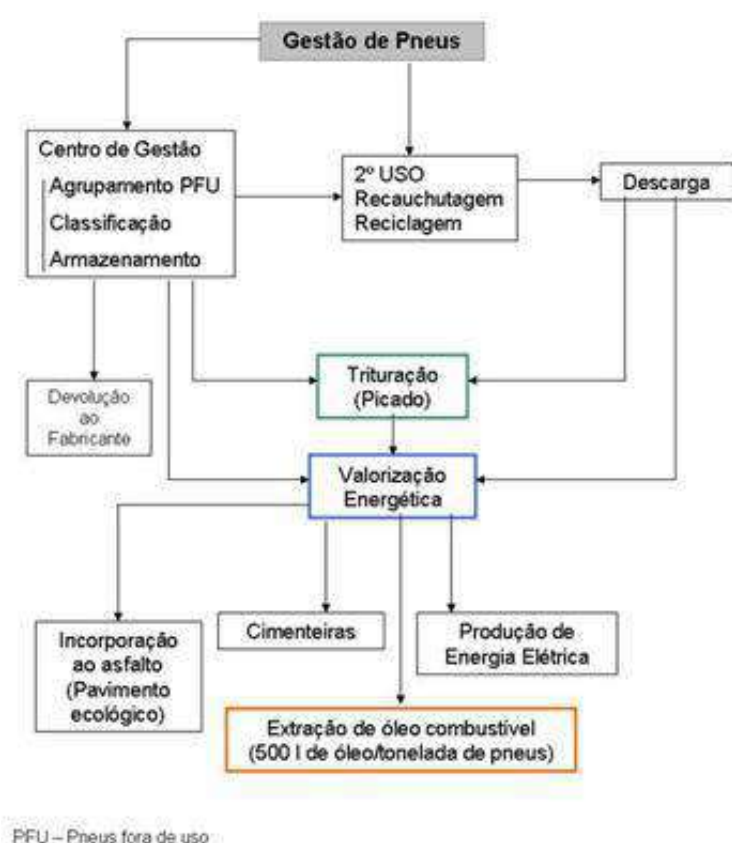 Gestão de Pneus
Centro de Gestão
Agrupamento PFU
Classificação
Armazenamento
2º USO
Recauchutagem
Reciclagem
Descarga
Trituração
(Picado)
Devolução
ao
Fabricante
Valorização
Energética
Incorporação
ao asfalto
(Pavimento
ecológico)
Cimenteiras
Produção de
Energia Elétrica
Extração de óleo combustível
(500 l de óleo/tonelada de pneus)
PFU – Pneus fora de uso